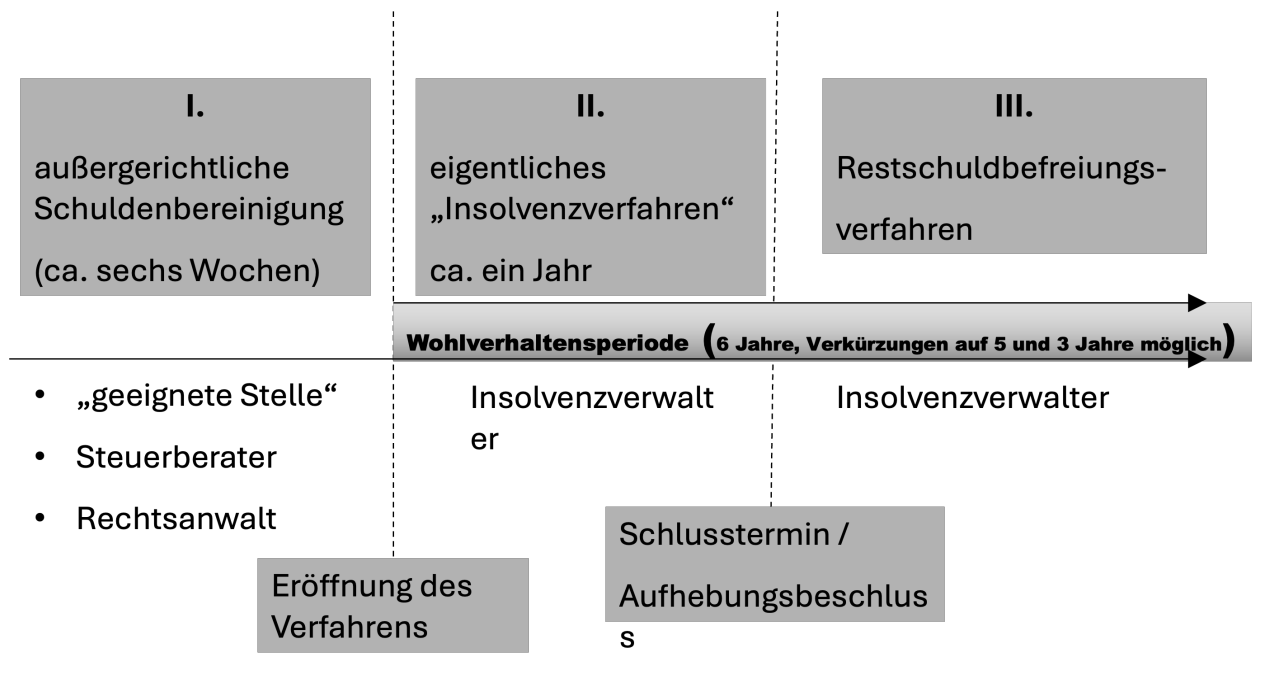 I.
außergerichtliche
Schuldenbereinigung
(ca. sechs Wochen)
II.
eigentliches
„Insolvenzverfahren“
ca. ein Jahr
III.
Restschuldbefreiungs-
verfahren
Wohlverhaltensperiode (6 Jahre, Verkürzungen auf 5 und 3 Jahre möglich)
• „geeignete Stelle“
• Steuerberater
• Rechtsanwalt
Insolvenzverwalt
er
Insolvenzverwalter
Eröffnung des
Verfahrens
Schlusstermin /
Aufhebungsbeschlus
s